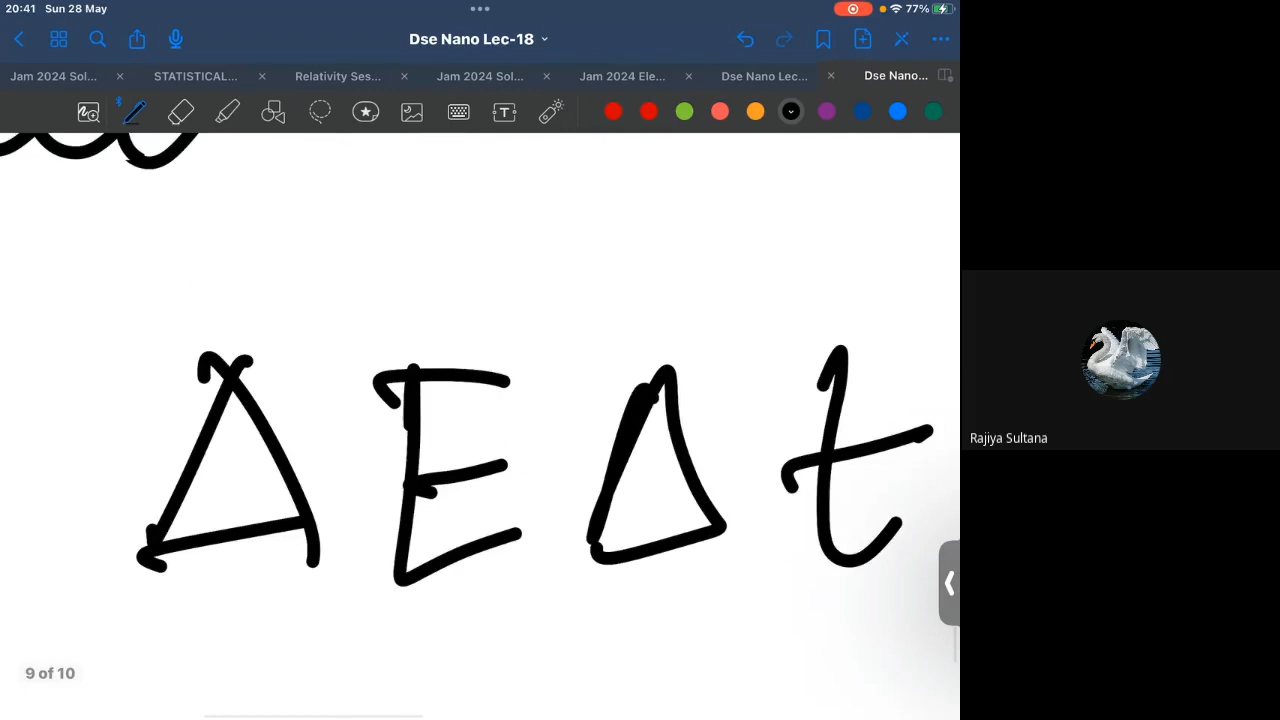 20:41 Sun 28 May 77%
Dse Nano Lec-18
Jam 2024 Sol... STATISTICAL... Relativity Ses... Jam 2024 Sol... Jam 2024 Ele... Dse Nano Lec... Dse Nano...
T
Δ E Δ t
Rajiya Sultana
9 of 10